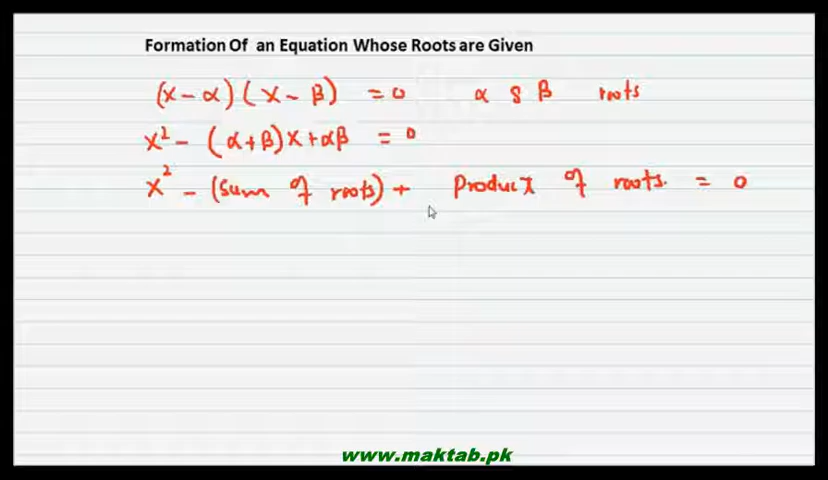 Formation Of an Equation Whose Roots are Given
(x - α) (x - β) = 0 α & β roots
x² - (α + β) x + αβ = 0
x² - (Sum of roots) + Product of roots. = 0
www.maktab.pk